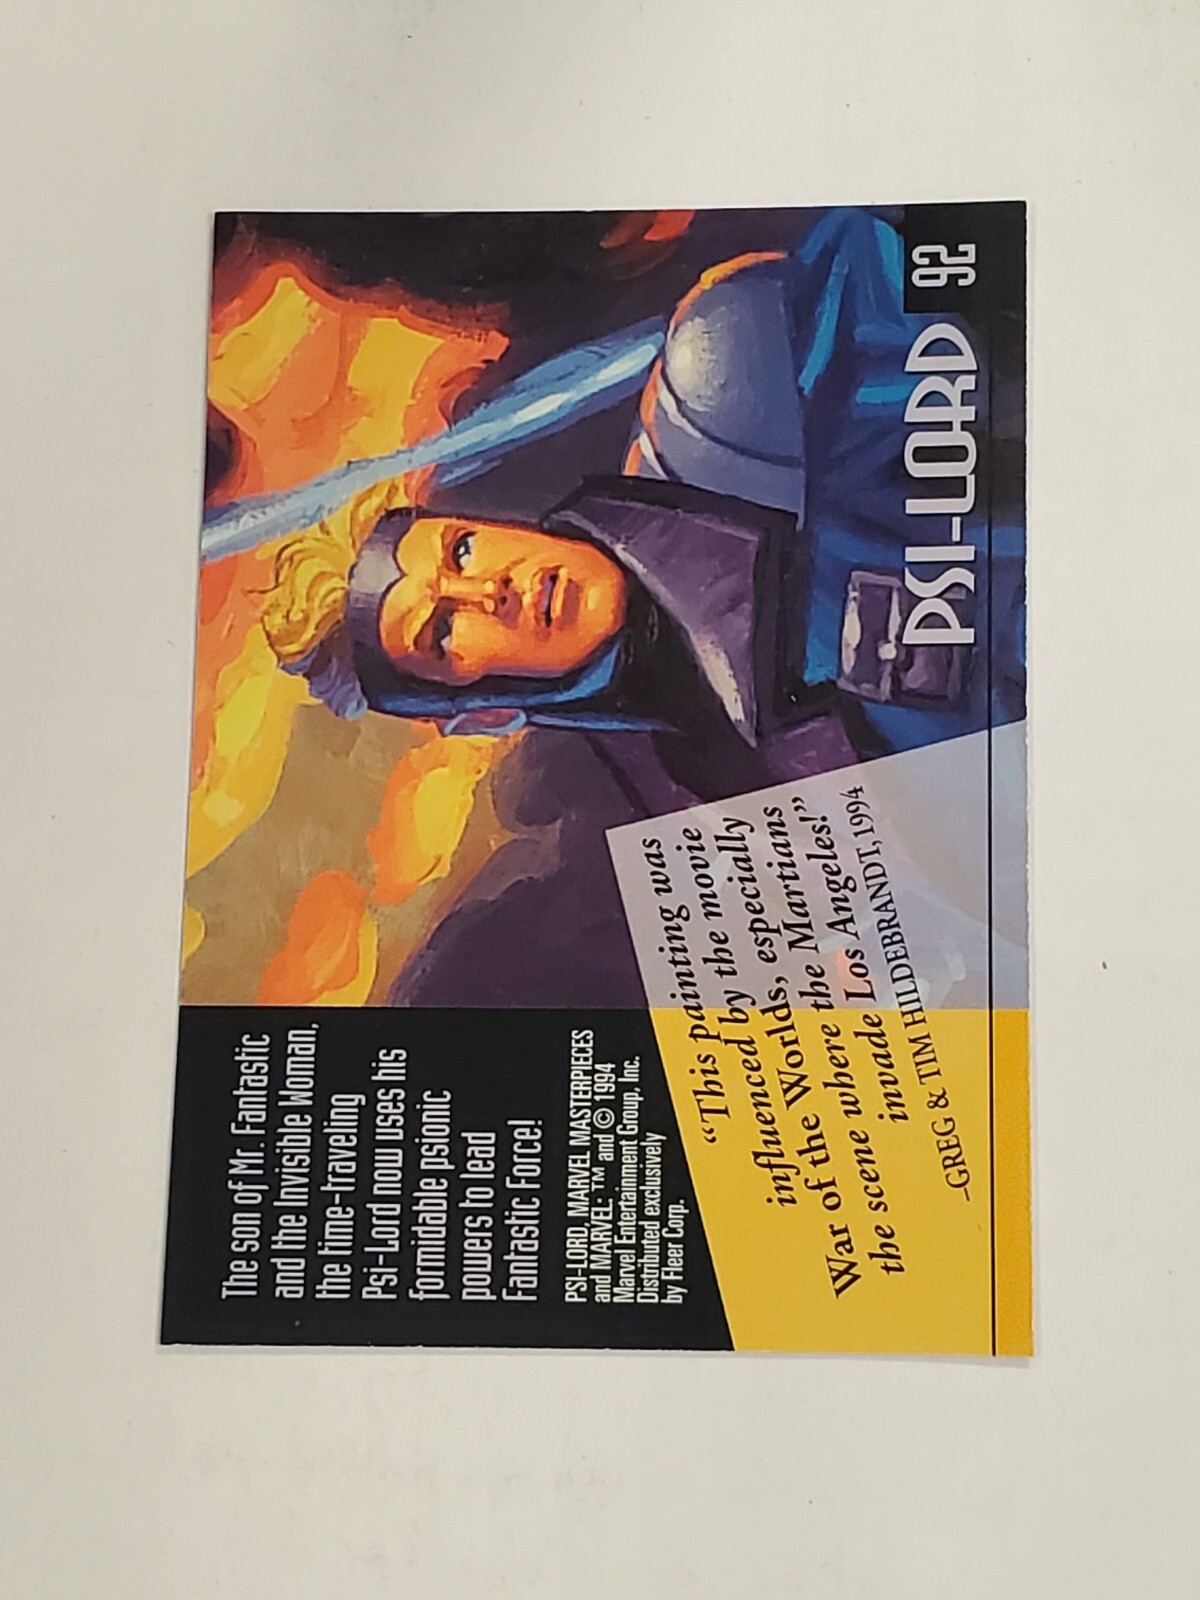 The son of Mr. Fantastic
and the Invisible Woman,
the time-traveling
Psi-Lord now uses his
formidable psionic
powers to lead
Fantastic Force!
PSI-LORD, MARVEL MASTERPIECES
and MARVEL: ™ and © 1994
Marvel Entertainment Group, Inc.
Distributed exclusively
by Fleer Corp.
“This painting was
influenced by the movie
War of the Worlds, especially
the scene where the Martians
invade Los Angeles!”
–GREG & TIM HILDEBRANDT, 1994
PSI-LORD 92